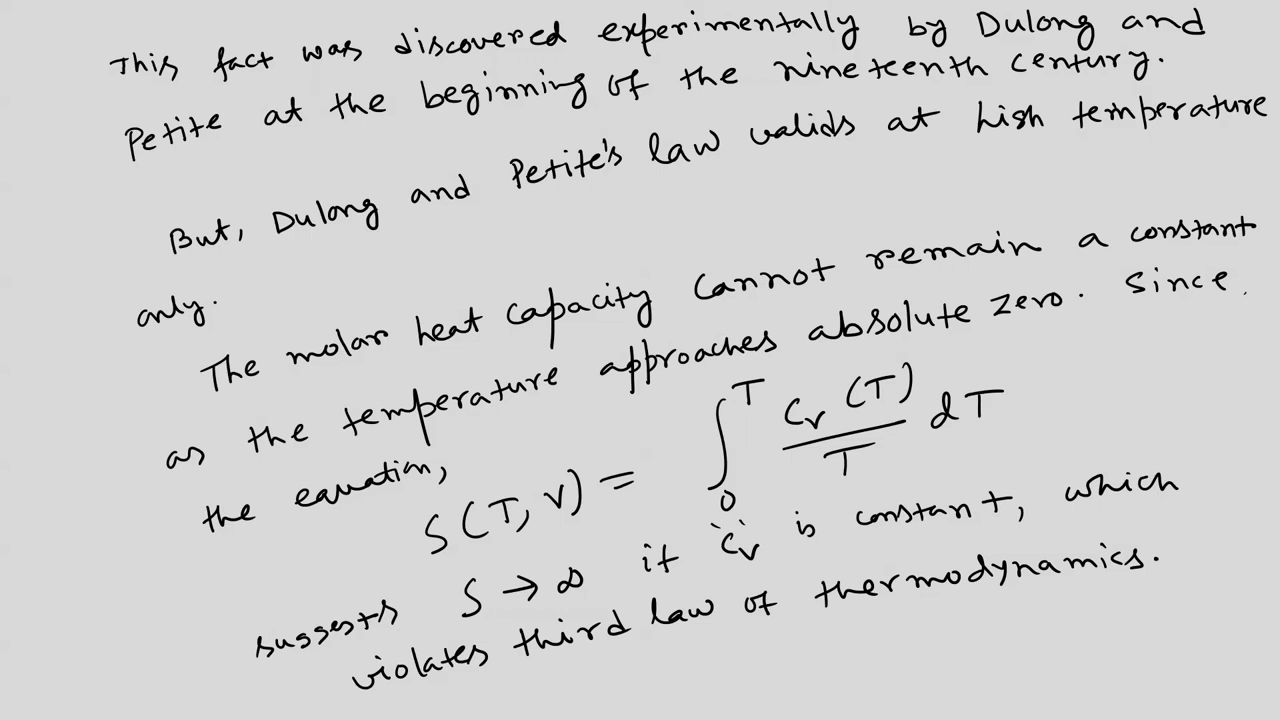 This fact was discovered experimentally by Dulong and
Petite at the beginning of the nineteenth century.
But, Dulong and Petite's law valids at high temperature
only.
The molar heat capacity cannot remain a constant
as the temperature approaches absolute zero. Since
the equation,
S(T, V) = ∫₀ᵀ Cᵥ(T)/T dT
suggests S → ∞ if 'Cᵥ' is constant, which
violates third law of thermodynamics.